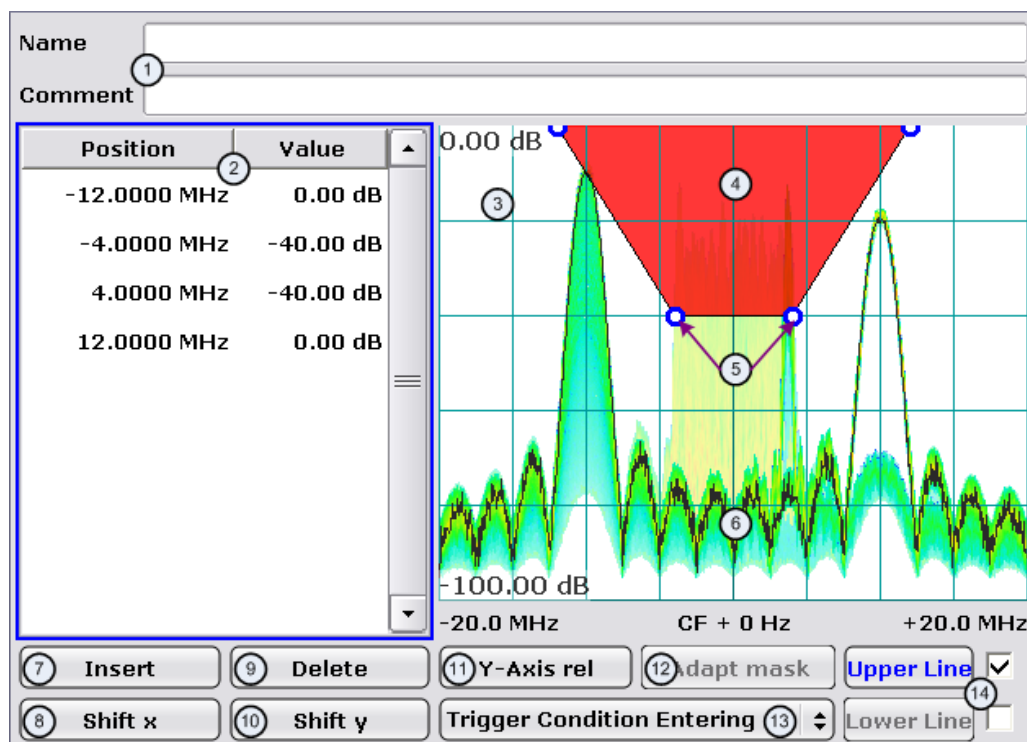 Name
1
Comment
Position Value
2
-12.0000 MHz 0.00 dB
-4.0000 MHz -40.00 dB
4.0000 MHz -40.00 dB
12.0000 MHz 0.00 dB
0.00 dB
3
4
5
6
-100.00 dB
-20.0 MHz CF + 0 Hz +20.0 MHz
7 Insert 9 Delete 11 Y-Axis rel 12 Adapt mask Upper Line
8 Shift x 10 Shift y Trigger Condition Entering 13 Lower Line 14